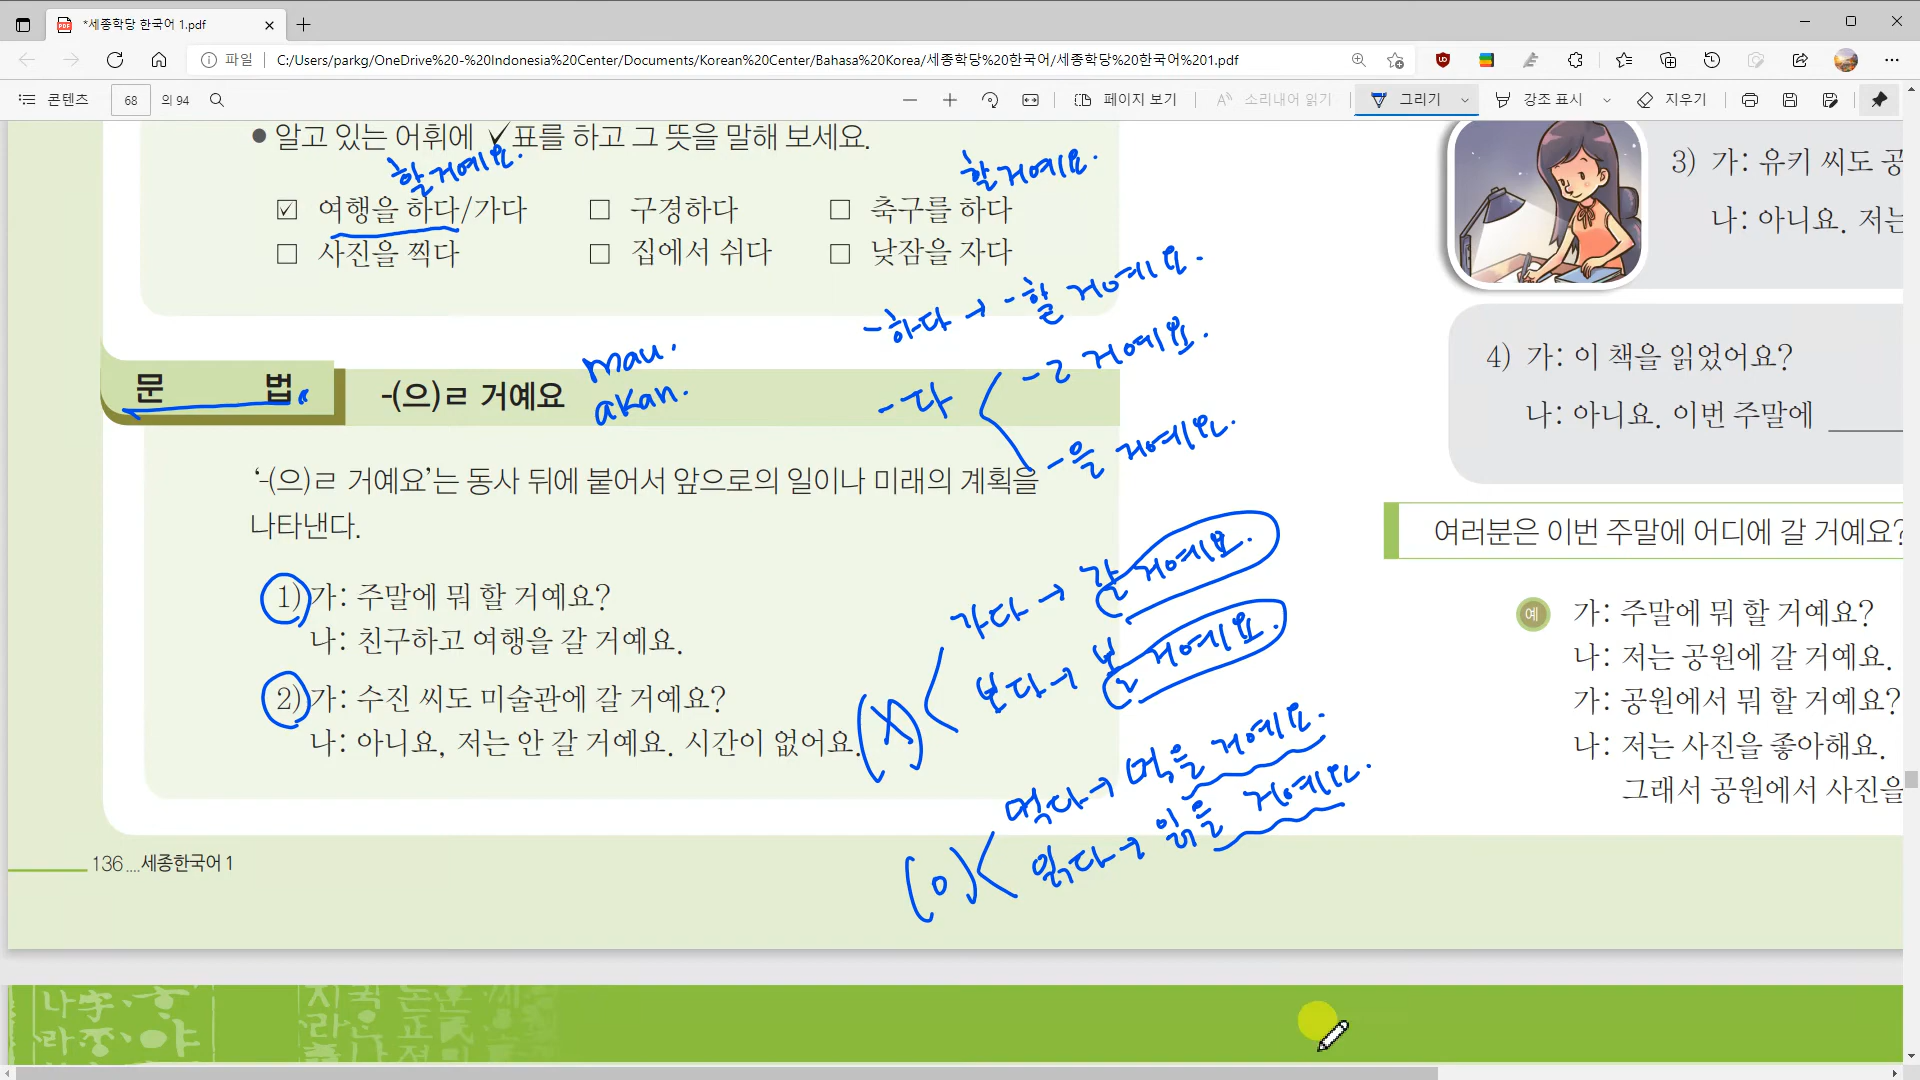 *세종학당 한국어 1.pdf
파일
C:/Users/parkg/OneDrive%20-%20Indonesia%20Center/Documents/Korean%20Center/Bahasa%20Korea/세종학당%20한국어/세종학당%20한국어%201.pdf
콘텐츠
68 의 94
페이지 보기
소리내어 읽기
그리기
강조 표시
지우기
● 알고 있는 어휘에 ✓표를 하고 그 뜻을 말해 보세요.
할거예요. 할거예요.
☑ 여행을 하다/가다 □ 구경하다 □ 축구를 하다
□ 사진을 찍다 □ 집에서 쉬다 □ 낮잠을 자다
-하다 → -할 거예요.
-다 -ㄹ 거예요.
-을 거예요.
문 법
-(으)ㄹ 거예요
mau.
akan.
‘-(으)ㄹ 거예요’는 동사 뒤에 붙어서 앞으로의 일이나 미래의 계획을
나타낸다.
1) 가: 주말에 뭐 할 거예요?
나: 친구하고 여행을 갈 거예요.
2) 가: 수진 씨도 미술관에 갈 거예요?
나: 아니요, 저는 안 갈 거예요. 시간이 없어요.
(X)
가다 → 갈 거예요.
보다 → 볼 거예요.
(O)
먹다 → 먹을 거예요.
읽다 → 읽을 거예요.
136....세종한국어 1
3) 가: 유키 씨도 공
나: 아니요. 저는
4) 가: 이 책을 읽었어요?
나: 아니요. 이번 주말에 ____
여러분은 이번 주말에 어디에 갈 거예요?
예
가: 주말에 뭐 할 거예요?
나: 저는 공원에 갈 거예요.
가: 공원에서 뭐 할 거예요?
나: 저는 사진을 좋아해요.
그래서 공원에서 사진을